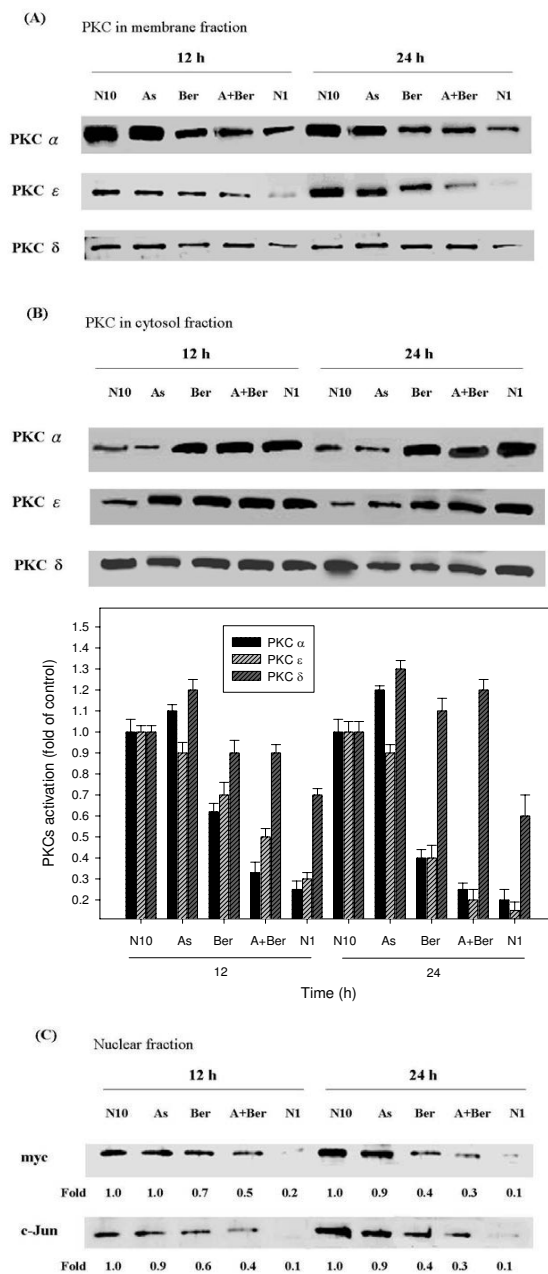 (A)
PKC in membrane fraction
12 h 24 h
N10 As Ber A+Ber N1 N10 As Ber A+Ber N1
PKC α
PKC ε
PKC δ
(B)
PKC in cytosol fraction
12 h 24 h
N10 As Ber A+Ber N1 N10 As Ber A+Ber N1
PKC α
PKC ε
PKC δ
PKCs activation (fold of control)
1.4
1.3
1.2
1.1
1.0
0.9
0.8
0.7
0.6
0.5
0.4
0.3
0.2
PKC α
PKC ε
PKC δ
N10 As Ber A+Ber N1 N10 As Ber A+Ber N1
12 24
Time (h)
(C)
Nuclear fraction
12 h 24 h
N10 As Ber A+Ber N1 N10 As Ber A+Ber N1
myc
Fold 1.0 1.0 0.7 0.5 0.2 1.0 0.9 0.4 0.3 0.1
c-Jun
Fold 1.0 0.9 0.6 0.4 0.1 1.0 0.9 0.4 0.3 0.1